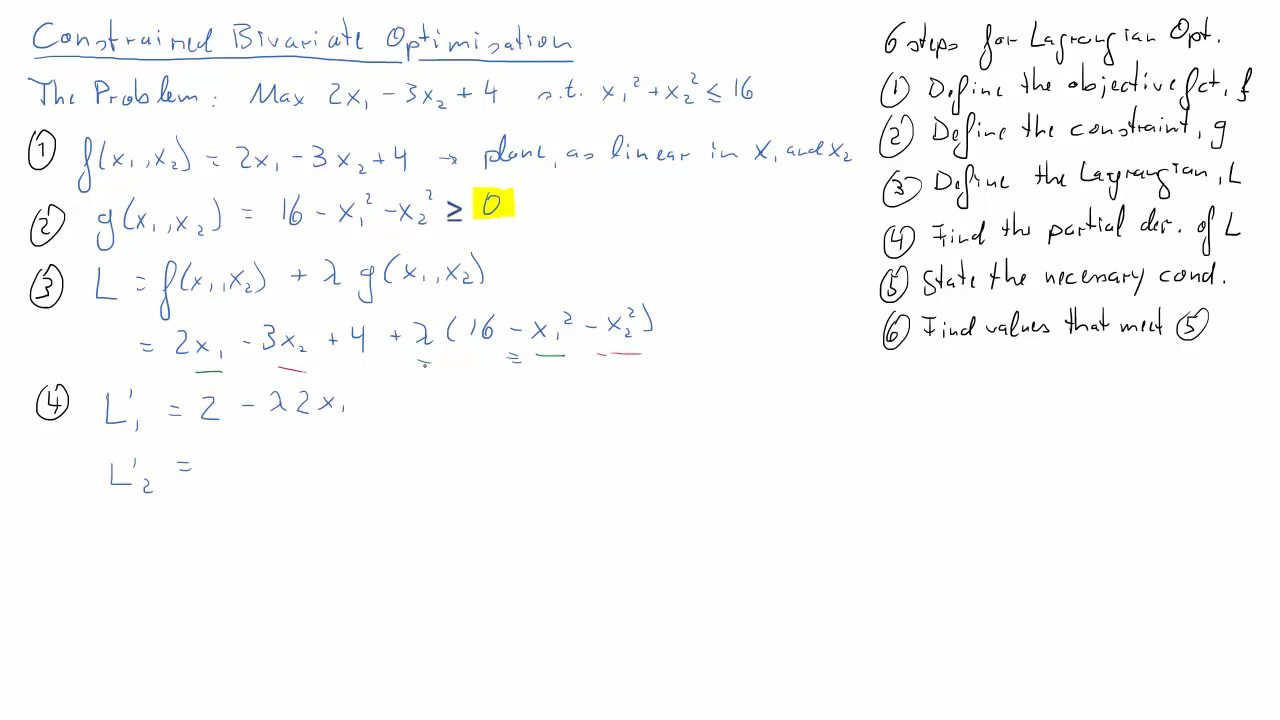 Constrained Bivariate Optimisation
The Problem: Max 2x₁ - 3x₂ + 4 s.t. x₁² + x₂² ≤ 16
① f(x₁,x₂) = 2x₁ - 3x₂ + 4 → plane, as linear in x₁ and x₂
② g(x₁,x₂) = 16 - x₁² - x₂² ≥ 0
③ L = f(x₁,x₂) + λ g(x₁,x₂)
= 2x₁ - 3x₂ + 4 + λ (16 - x₁² - x₂²)
④ L'₁ = 2 - λ2x₁
L'₂ =
6 steps for Lagrangian Opt.
① Define the objective fct, f
② Define the constraint, g
③ Define the Lagrangian, L
④ Find the partial der. of L
⑤ State the necessary cond.
⑥ Find values that meet ⑤